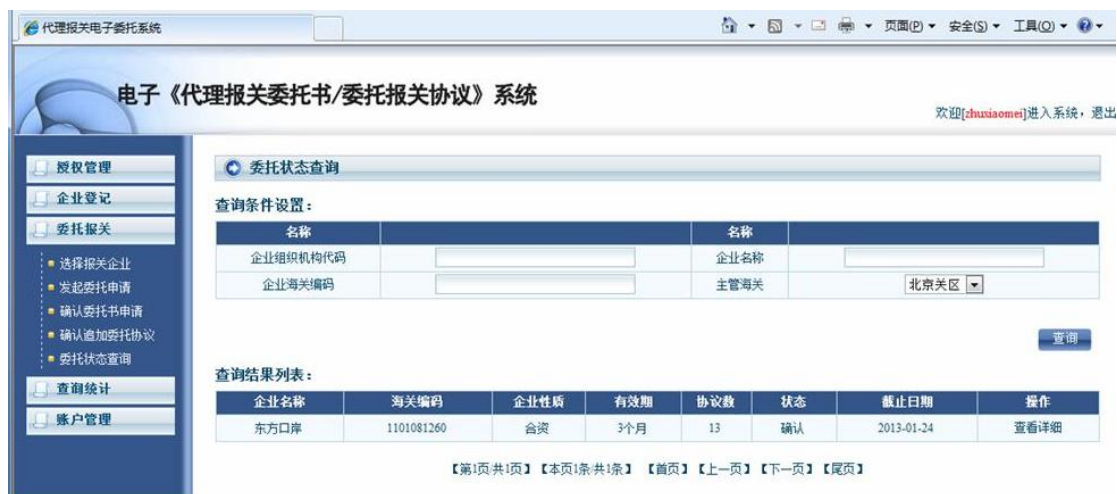 代理报关电子委托系统
页面(P) 安全(S) 工具(O)
电子《代理报关委托书/委托报关协议》系统
欢迎[zhuxiaomei]进入系统，退出
授权管理
企业登记
委托报关
选择报关企业
发起委托申请
确认委托书申请
确认追加委托协议
委托状态查询
查询统计
账户管理
委托状态查询
查询条件设置：
名称 名称
企业组织机构代码 企业名称
企业海关编码 主管海关 北京关区
查询
查询结果列表：
企业名称 海关编码 企业性质 有效期 协议数 状态 截止日期 操作
东方口岸 1101081260 合资 3个月 13 确认 2013-01-24 查看详细
【第1页/共1页】【本页1条/共1条】 【首页】【上一页】【下一页】【尾页】